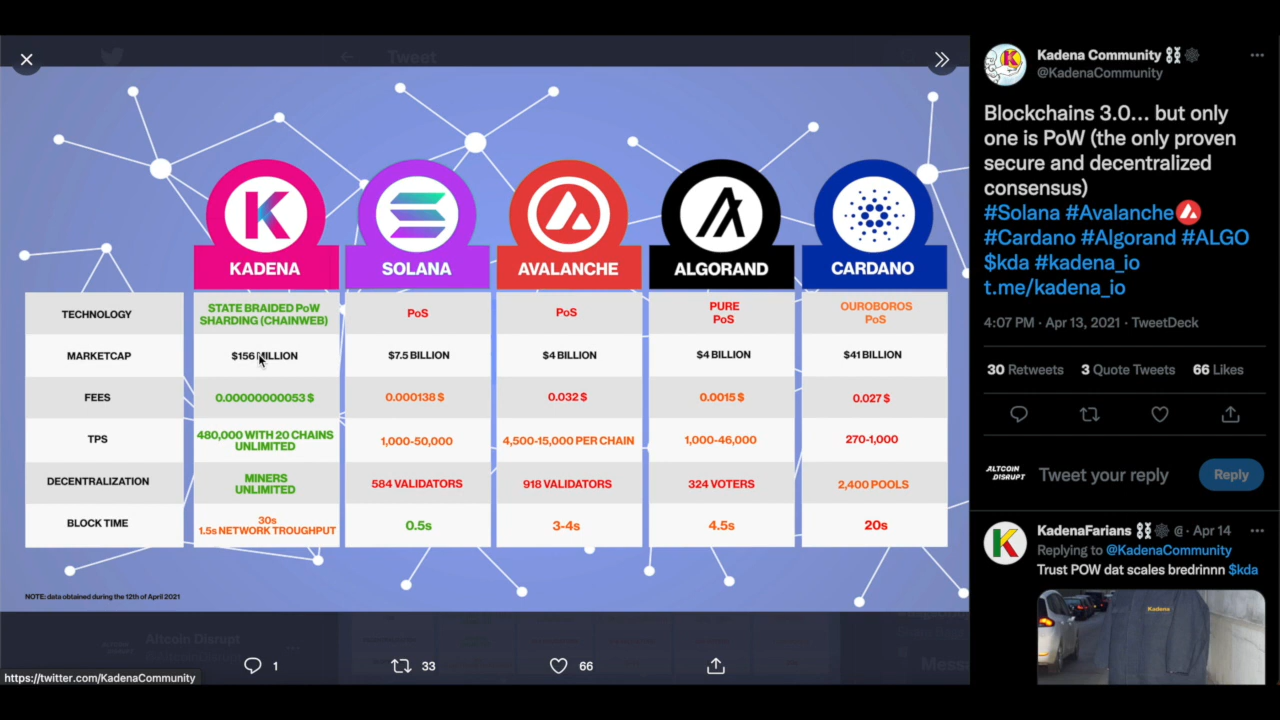 Tweet
KADENA
SOLANA
AVALANCHE
ALGORAND
CARDANO
TECHNOLOGY
STATE BRAIDED PoW
SHARDING (CHAINWEB)
PoS
PoS
PURE
PoS
OUROBOROS
PoS
MARKETCAP
$156 MILLION
$7.5 BILLION
$4 BILLION
$4 BILLION
$41 BILLION
FEES
0.00000000053 $
0.000138 $
0.032 $
0.0015 $
0.027 $
TPS
480,000 WITH 20 CHAINS
UNLIMITED
1,000-50,000
4,500-15,000 PER CHAIN
1,000-46,000
270-1,000
DECENTRALIZATION
MINERS
UNLIMITED
584 VALIDATORS
918 VALIDATORS
324 VOTERS
2,400 POOLS
BLOCK TIME
30s
1.5s NETWORK TROUGHPUT
0.5s
3-4s
4.5s
20s
NOTE: data obtained during the 12th of April 2021
Altcoin Disrupt
1
33
66
https://twitter.com/KadenaCommunity
Kadena Community
@KadenaCommunity
Blockchains 3.0... but only
one is PoW (the only proven
secure and decentralized
consensus)
#Solana #Avalanche
#Cardano #Algorand #ALGO
$kda #kadena_io
t.me/kadena_io
4:07 PM · Apr 13, 2021 · TweetDeck
30 Retweets 3 Quote Tweets 66 Likes
ALTCOIN
DISRUPT
Tweet your reply
Reply
KadenaFarians @ · Apr 14
Replying to @KadenaCommunity
Trust POW dat scales bredrinnn $kda
Kadena